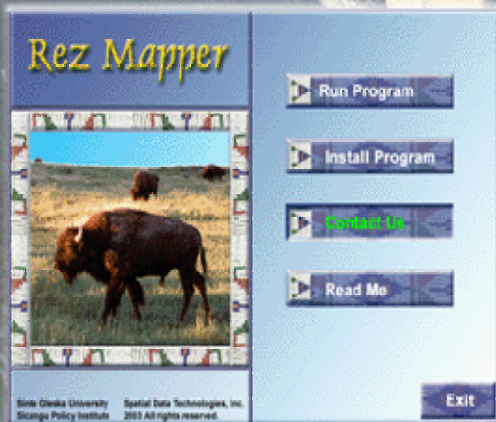 Rez Mapper
Run Program
Install Program
Contact Us
Read Me
Sinte Gleska University
Sicangu Policy Institute
Spatial Data Technologies, inc.
2003 All rights reserved.
Exit